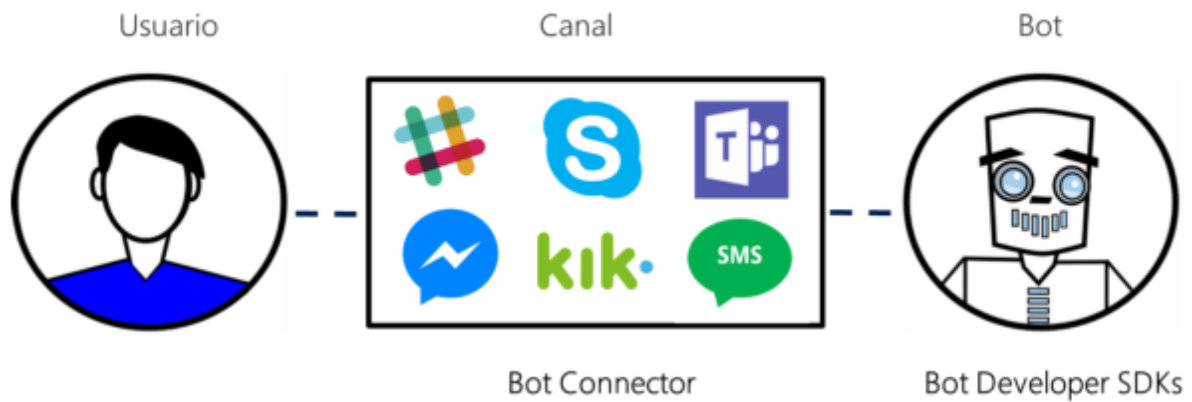 Usuario
Canal
Bot
S
T
kik
SMS
Bot Connector
Bot Developer SDKs